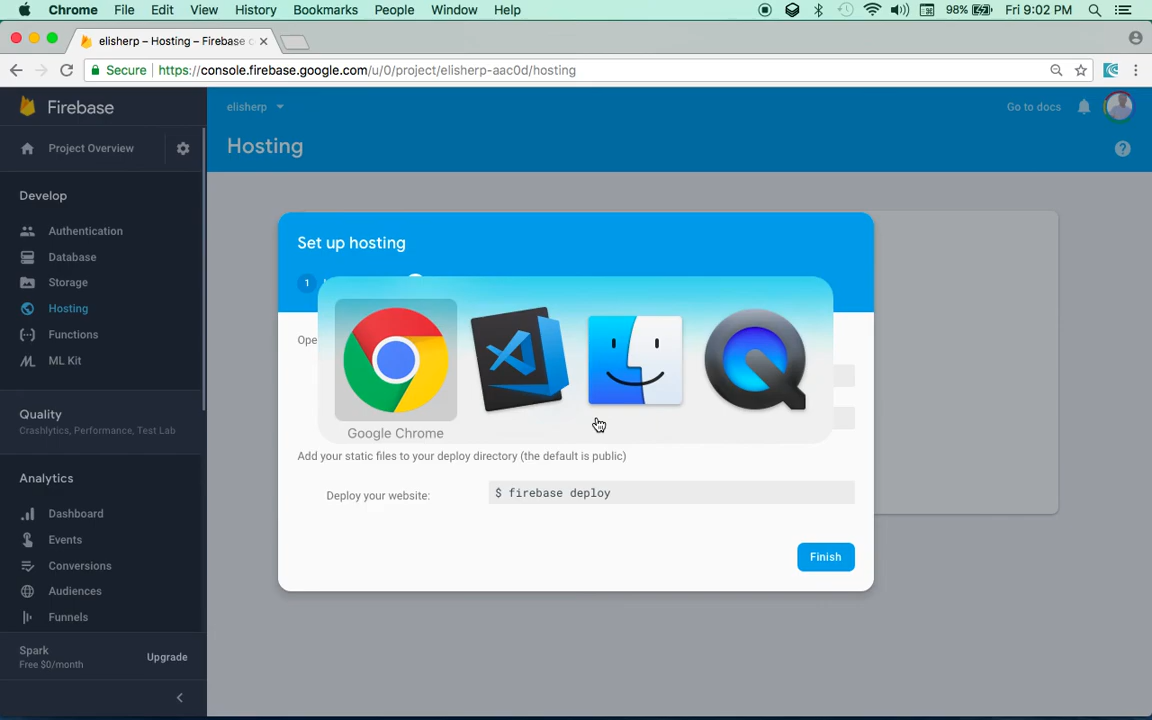 Chrome File Edit View History Bookmarks People Window Help 98% Fri 9:02 PM
elisherp – Hosting – Firebase
Secure https://console.firebase.google.com/u/0/project/elisherp-aac0d/hosting
Firebase
elisherp
Go to docs
Project Overview
Hosting
Develop
Authentication
Database
Storage
Hosting
Functions
ML Kit
Quality
Crashlytics, Performance, Test Lab
Analytics
Dashboard
Events
Conversions
Audiences
Funnels
Spark
Free $0/month
Upgrade
Set up hosting
1
Google Chrome
Add your static files to your deploy directory (the default is public)
Deploy your website:
$ firebase deploy
Finish